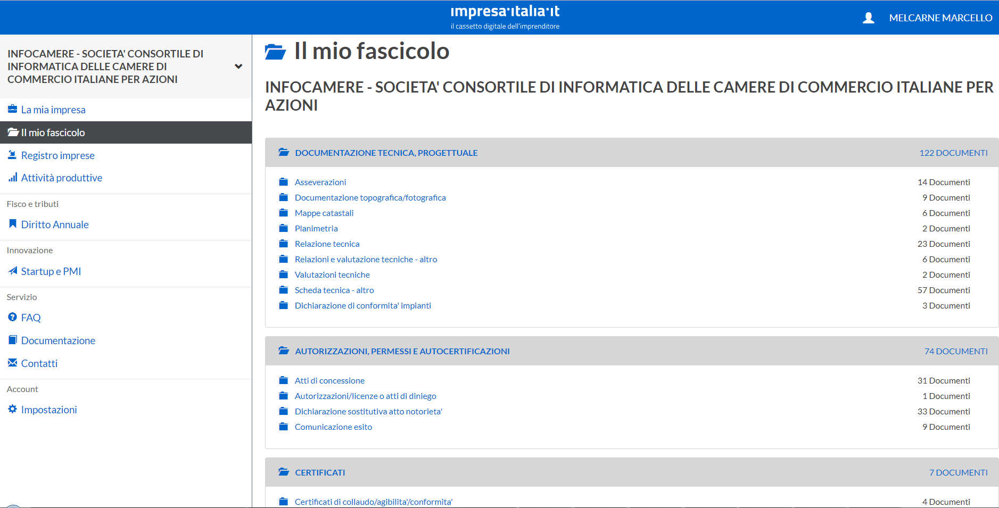 impresa·italia·it
il cassetto digitale dell'imprenditore
MELCARNE MARCELLO
INFOCAMERE - SOCIETA' CONSORTILE DI
INFORMATICA DELLE CAMERE DI
COMMERCIO ITALIANE PER AZIONI
La mia impresa
Il mio fascicolo
Registro imprese
Attività produttive
Fisco e tributi
Diritto Annuale
Innovazione
Startup e PMI
Servizio
FAQ
Documentazione
Contatti
Account
Impostazioni
Il mio fascicolo
INFOCAMERE - SOCIETA' CONSORTILE DI INFORMATICA DELLE CAMERE DI COMMERCIO ITALIANE PER
AZIONI
DOCUMENTAZIONE TECNICA, PROGETTUALE 122 DOCUMENTI
Asseverazioni 14 Documenti
Documentazione topografica/fotografica 9 Documenti
Mappe catastali 6 Documenti
Planimetria 2 Documenti
Relazione tecnica 23 Documenti
Relazioni e valutazione tecniche - altro 6 Documenti
Valutazioni tecniche 2 Documenti
Scheda tecnica - altro 57 Documenti
Dichiarazione di conformita' impianti 3 Documenti
AUTORIZZAZIONI, PERMESSI E AUTOCERTIFICAZIONI 74 DOCUMENTI
Atti di concessione 31 Documenti
Autorizzazioni/licenze o atti di diniego 1 Documenti
Dichiarazione sostitutiva atto notorieta' 33 Documenti
Comunicazione esito 9 Documenti
CERTIFICATI 7 DOCUMENTI
Certificati di collaudo/agibilita'/conformita' 4 Documenti